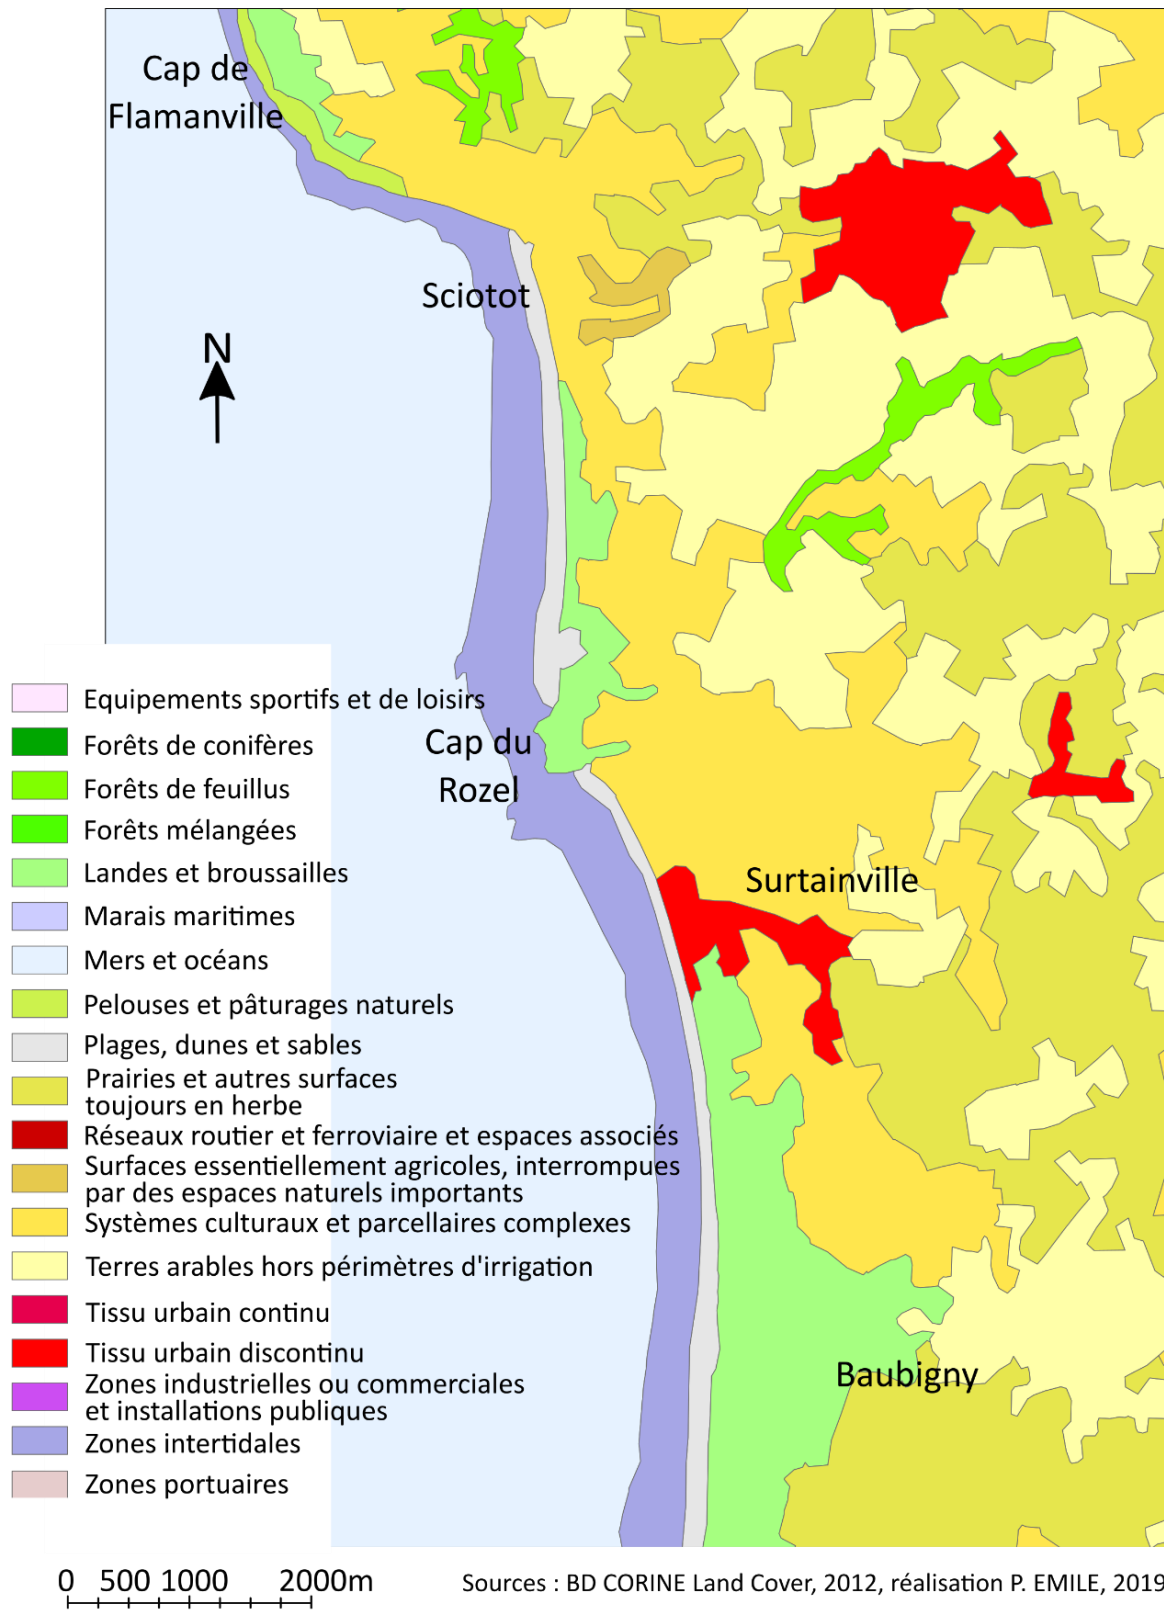 Cap de
Flamanville
Sciotot
N
Equipements sportifs et de loisirs
Forêts de conifères
Cap du
Rozel
Forêts de feuillus
Forêts mélangées
Landes et broussailles
Surtainville
Marais maritimes
Mers et océans
Pelouses et pâturages naturels
Plages, dunes et sables
Prairies et autres surfaces
toujours en herbe
Réseaux routier et ferroviaire et espaces associés
Surfaces essentiellement agricoles, interrompues
par des espaces naturels importants
Systèmes culturaux et parcellaires complexes
Terres arables hors périmètres d'irrigation
Tissu urbain continu
Tissu urbain discontinu
Baubigny
Zones industrielles ou commerciales
et installations publiques
Zones intertidales
Zones portuaires
0 500 1000 2000m
Sources : BD CORINE Land Cover, 2012, réalisation P. EMILE, 2019